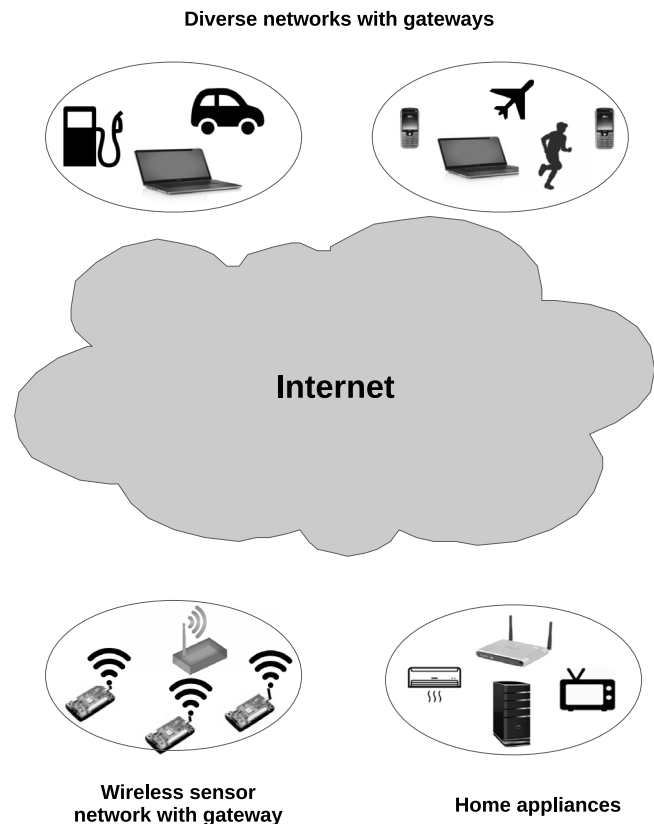 Diverse networks with gateways
Internet
Wireless sensor
network with gateway
Home appliances